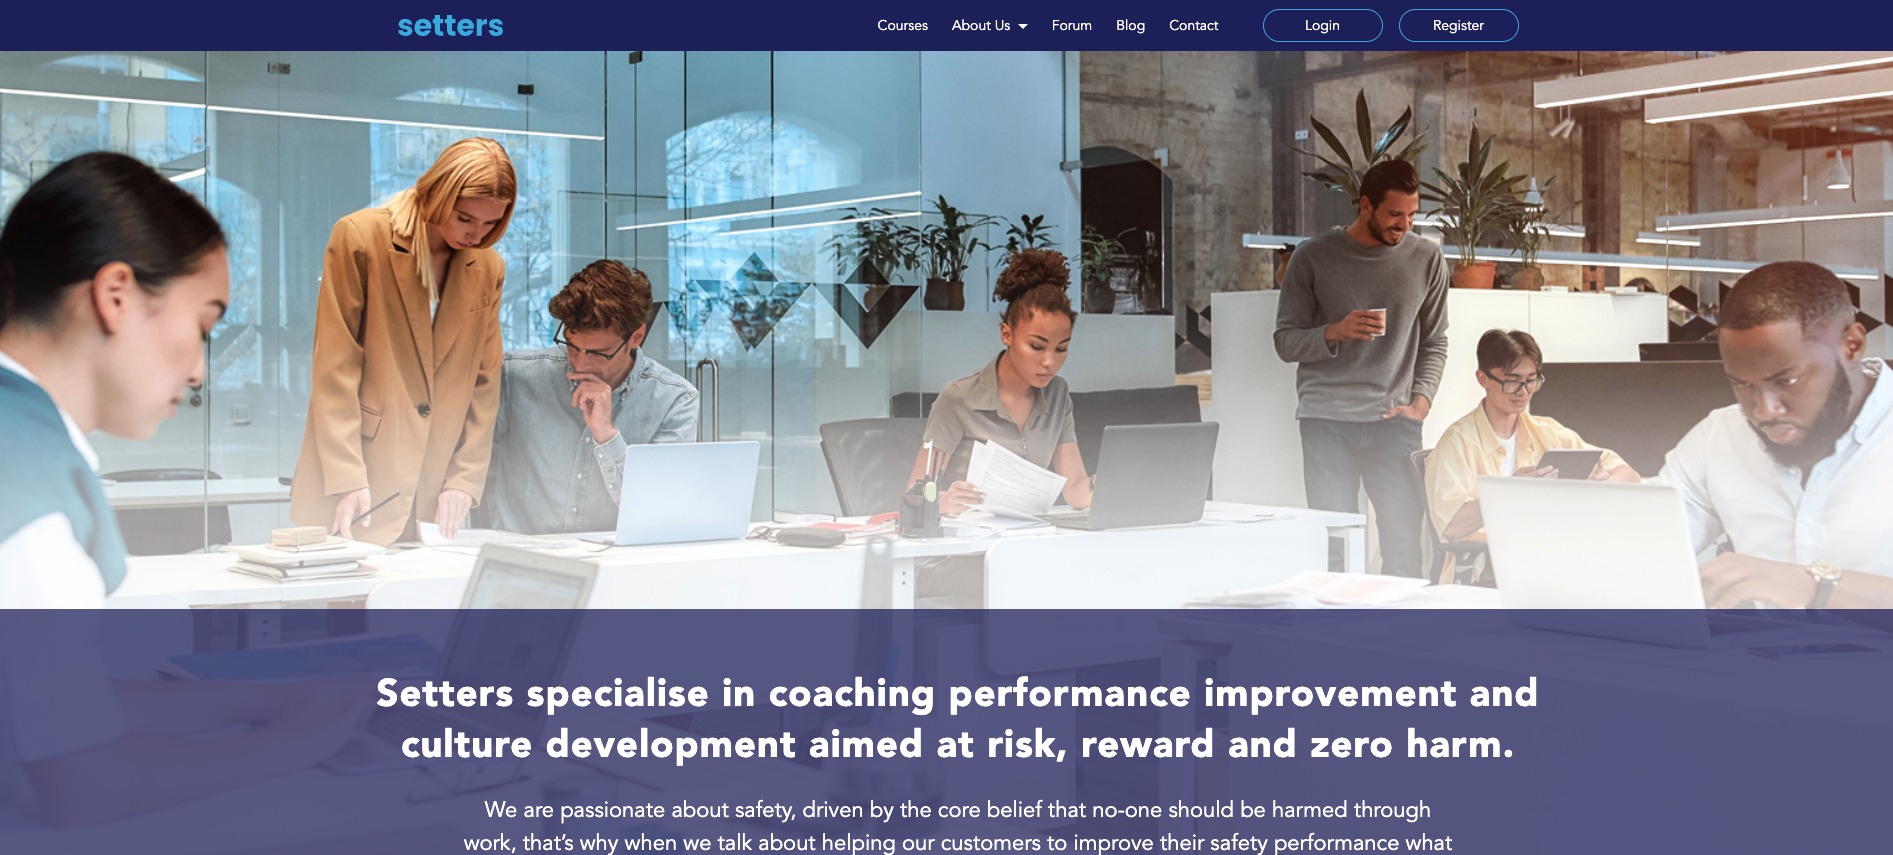 setters
Courses About Us Forum Blog Contact Login Register
Setters specialise in coaching performance improvement and
culture development aimed at risk, reward and zero harm.
We are passionate about safety, driven by the core belief that no-one should be harmed through
work, that’s why when we talk about helping our customers to improve their safety performance what